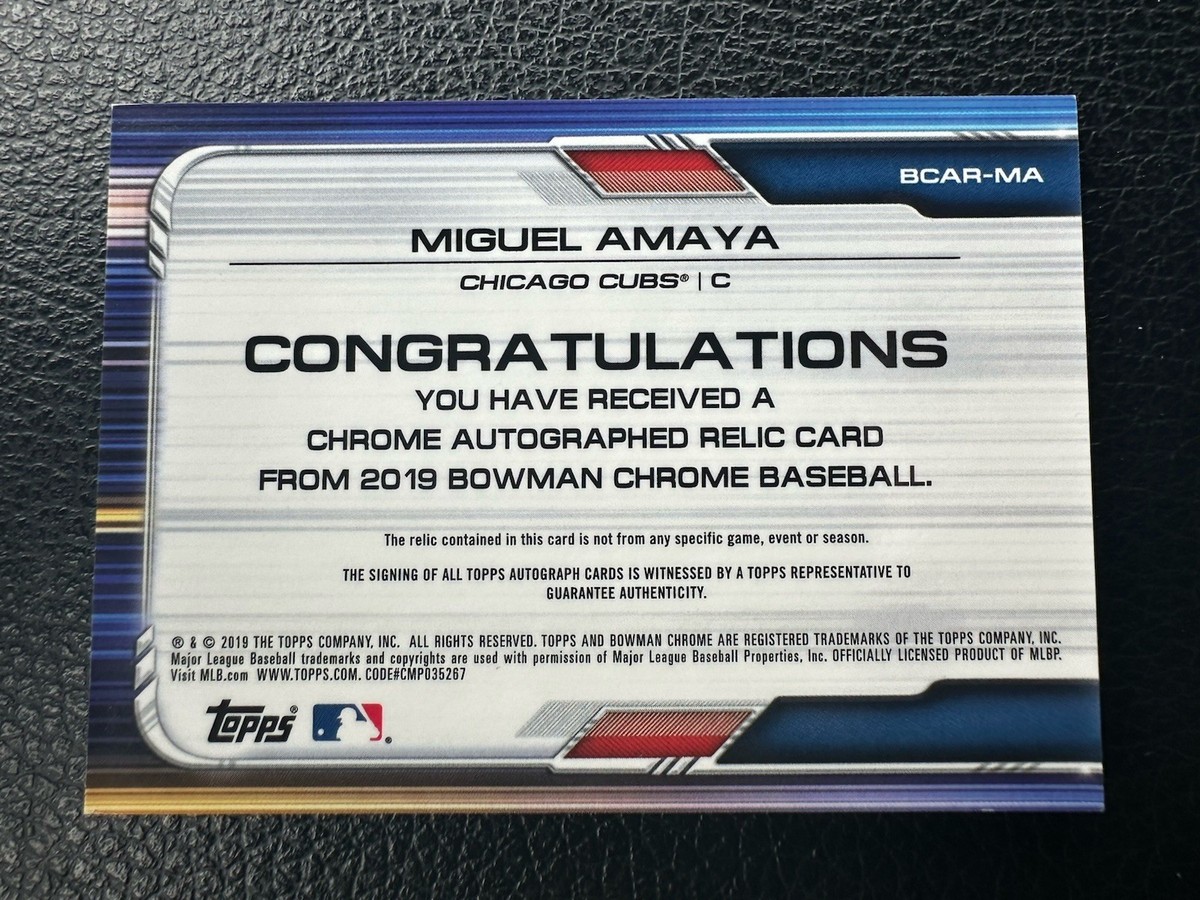 BCAR-MA
MIGUEL AMAYA
CHICAGO CUBS® | C
CONGRATULATIONS
YOU HAVE RECEIVED A
CHROME AUTOGRAPHED RELIC CARD
FROM 2019 BOWMAN CHROME BASEBALL.
The relic contained in this card is not from any specific game, event or season.
THE SIGNING OF ALL TOPPS AUTOGRAPH CARDS IS WITNESSED BY A TOPPS REPRESENTATIVE TO
GUARANTEE AUTHENTICITY.
® & © 2019 THE TOPPS COMPANY, INC. ALL RIGHTS RESERVED. TOPPS AND BOWMAN CHROME ARE REGISTERED TRADEMARKS OF THE TOPPS COMPANY, INC.
Major League Baseball trademarks and copyrights are used with permission of Major League Baseball Properties, Inc. OFFICIALLY LICENSED PRODUCT OF MLBP.
Visit MLB.com WWW.TOPPS.COM. CODE#CMP035267
topps® ®